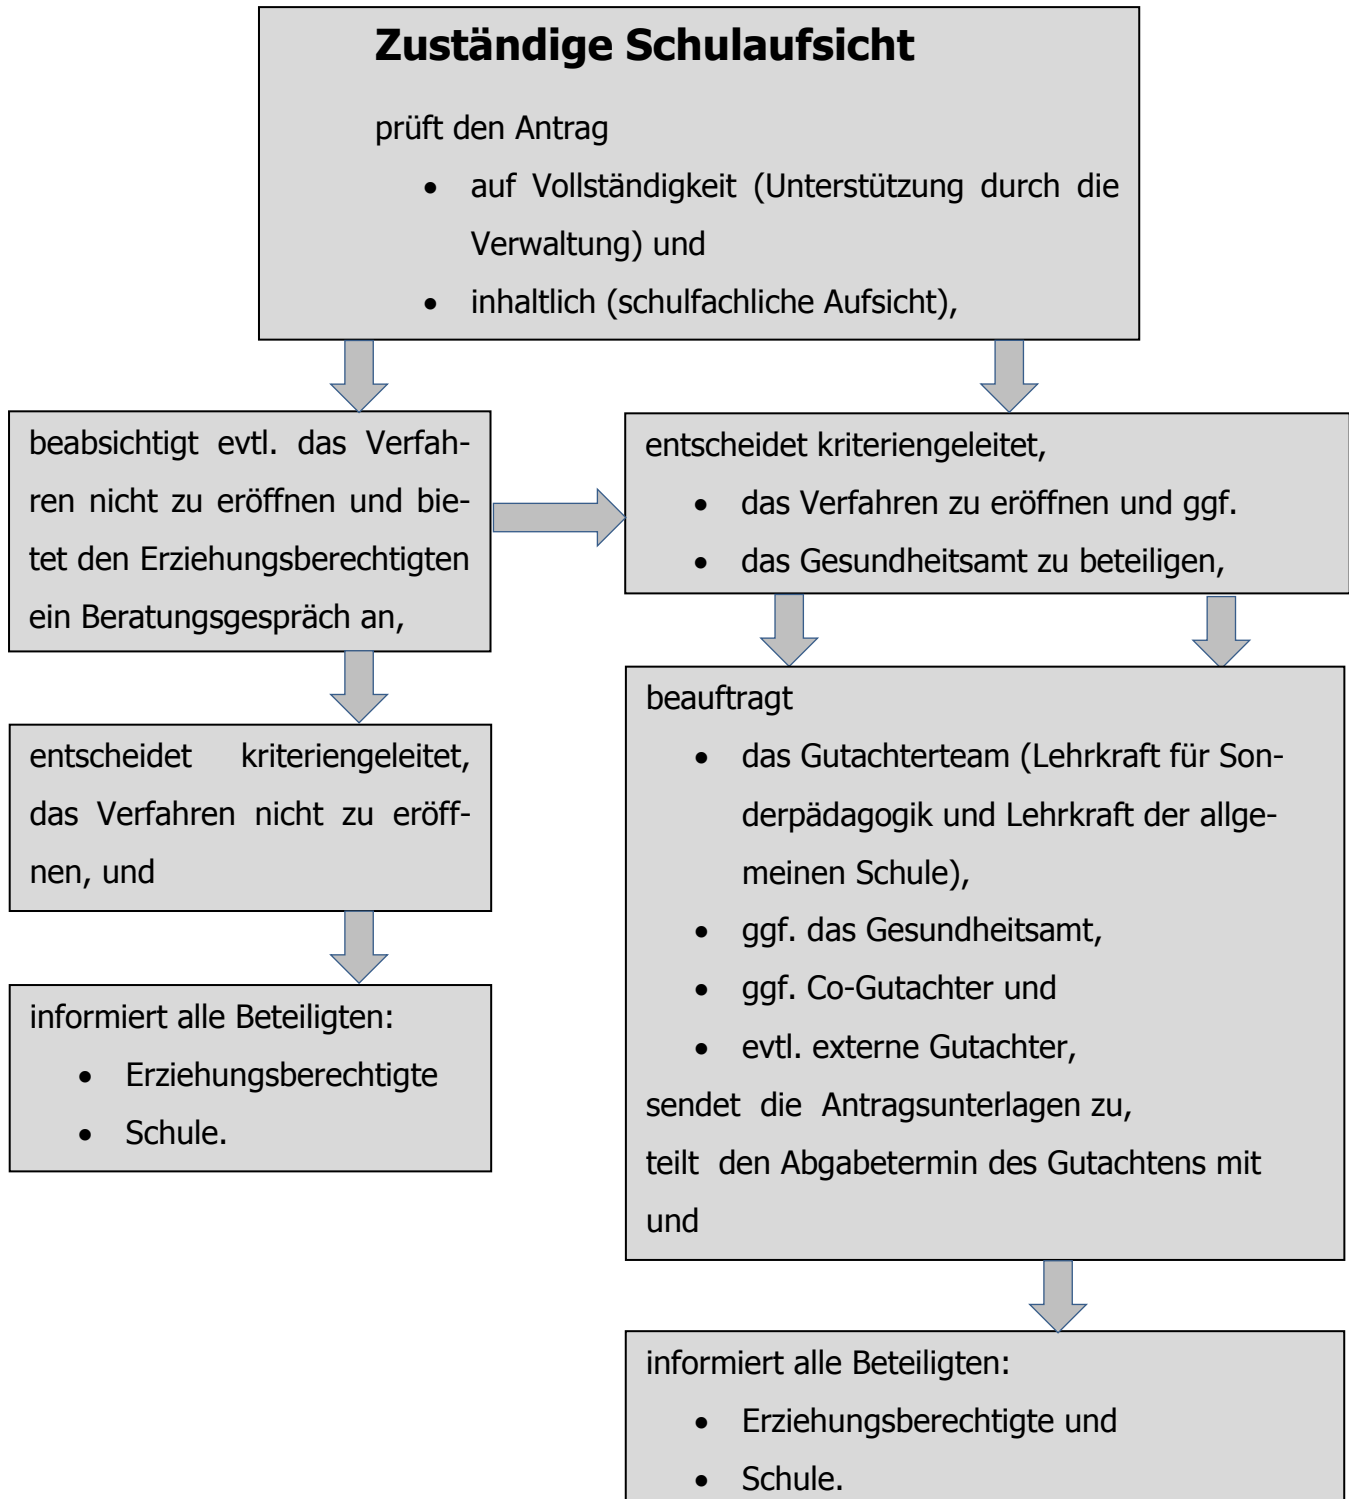 Zuständige Schulaufsicht
prüft den Antrag
• auf Vollständigkeit (Unterstützung durch die
Verwaltung) und
• inhaltlich (schulfachliche Aufsicht),
beabsichtigt evtl. das Verfah-
ren nicht zu eröffnen und bie-
tet den Erziehungsberechtigten
ein Beratungsgespräch an,
entscheidet kriteriengeleitet,
das Verfahren nicht zu eröff-
nen, und
informiert alle Beteiligten:
• Erziehungsberechtigte
• Schule.
entscheidet kriteriengeleitet,
• das Verfahren zu eröffnen und ggf.
• das Gesundheitsamt zu beteiligen,
beauftragt
• das Gutachterteam (Lehrkraft für Son-
derpädagogik und Lehrkraft der allge-
meinen Schule),
• ggf. das Gesundheitsamt,
• ggf. Co-Gutachter und
• evtl. externe Gutachter,
sendet die Antragsunterlagen zu,
teilt den Abgabetermin des Gutachtens mit
und
informiert alle Beteiligten:
• Erziehungsberechtigte und
• Schule.